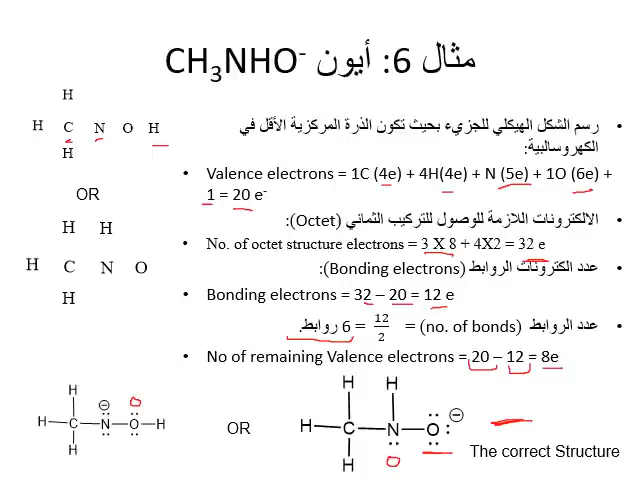 مثال 6: أيون CH₃NHO⁻
H
H C N O H
H
OR
H H
H C N O
H
• رسم الشكل الهيكلي للجزيء بحيث تكون الذرة المركزية الأقل في
الكهروسالبية:
• Valence electrons = 1C (4e) + 4H(4e) + N (5e) + 1O (6e) +
1 = 20 e⁻
• الالكترونات اللازمة للوصول للتركيب الثماني (Octet):
• No. of octet structure electrons = 3 X 8 + 4X2 = 32 e
• عدد الكترونات الروابط (Bonding electrons):
• Bonding electrons = 32 – 20 = 12 e
• عدد الروابط (no. of bonds) = 12/2 = 6 روابط.
• No of remaining Valence electrons = 20 – 12 = 8e
H
H C N O H
H
OR
H H
H C N O
H
The correct Structure